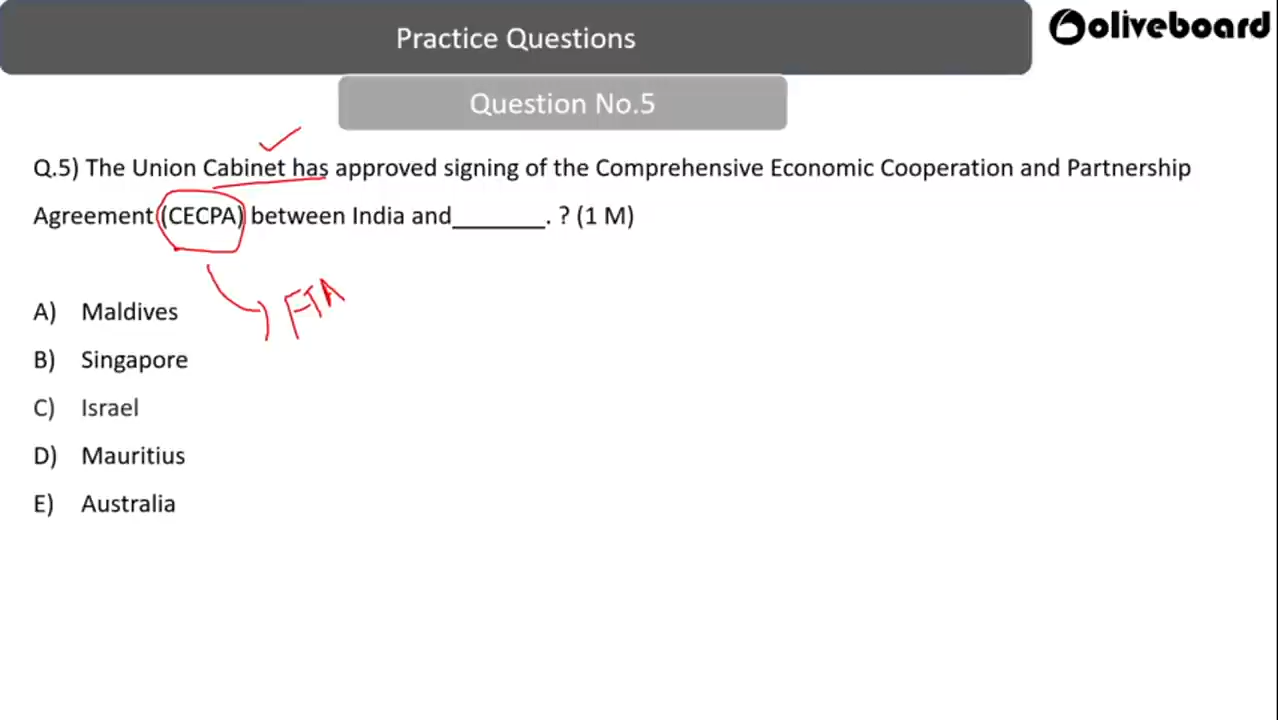 Practice Questions
oliveboard
Question No.5
Q.5) The Union Cabinet has approved signing of the Comprehensive Economic Cooperation and Partnership
Agreement (CECPA) between India and_______. ? (1 M)
FTA
A) Maldives
B) Singapore
C) Israel
D) Mauritius
E) Australia